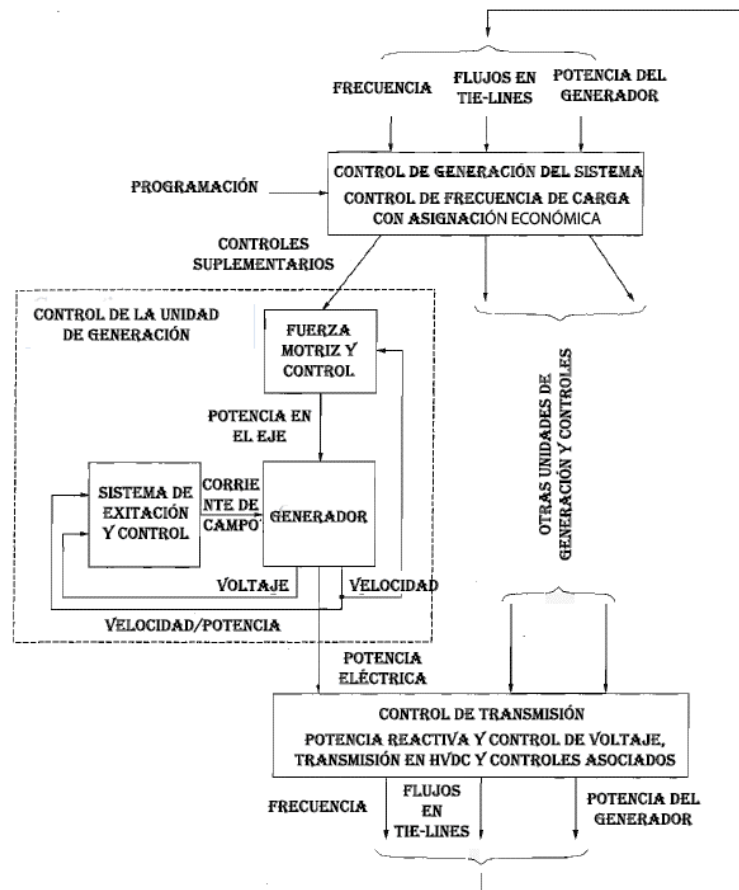 FRECUENCIA
FLUJOS EN
TIE-LINES
POTENCIA DEL
GENERADOR
PROGRAMACIÓN
CONTROL DE GENERACIÓN DEL SISTEMA
CONTROL DE FRECUENCIA DE CARGA
CON ASIGNACIÓN ECONÓMICA
CONTROLES
SUPLEMENTARIOS
CONTROL DE LA UNIDAD
DE GENERACIÓN
FUERZA
MOTRIZ Y
CONTROL
POTENCIA EN
EL EJE
SISTEMA DE
EXITACIÓN
Y CONTROL
CORRIE
NTE DE
CAMPO
GENERADOR
VOLTAJE
VELOCIDAD
VELOCIDAD/POTENCIA
OTRAS UNIDADES DE
GENERACIÓN Y CONTROLES
POTENCIA
ELÉCTRICA
CONTROL DE TRANSMISIÓN
POTENCIA REACTIVA Y CONTROL DE VOLTAJE,
TRANSMISIÓN EN HVDC Y CONTROLES ASOCIADOS
FRECUENCIA
FLUJOS
EN
TIE-LINES
POTENCIA DEL
GENERADOR